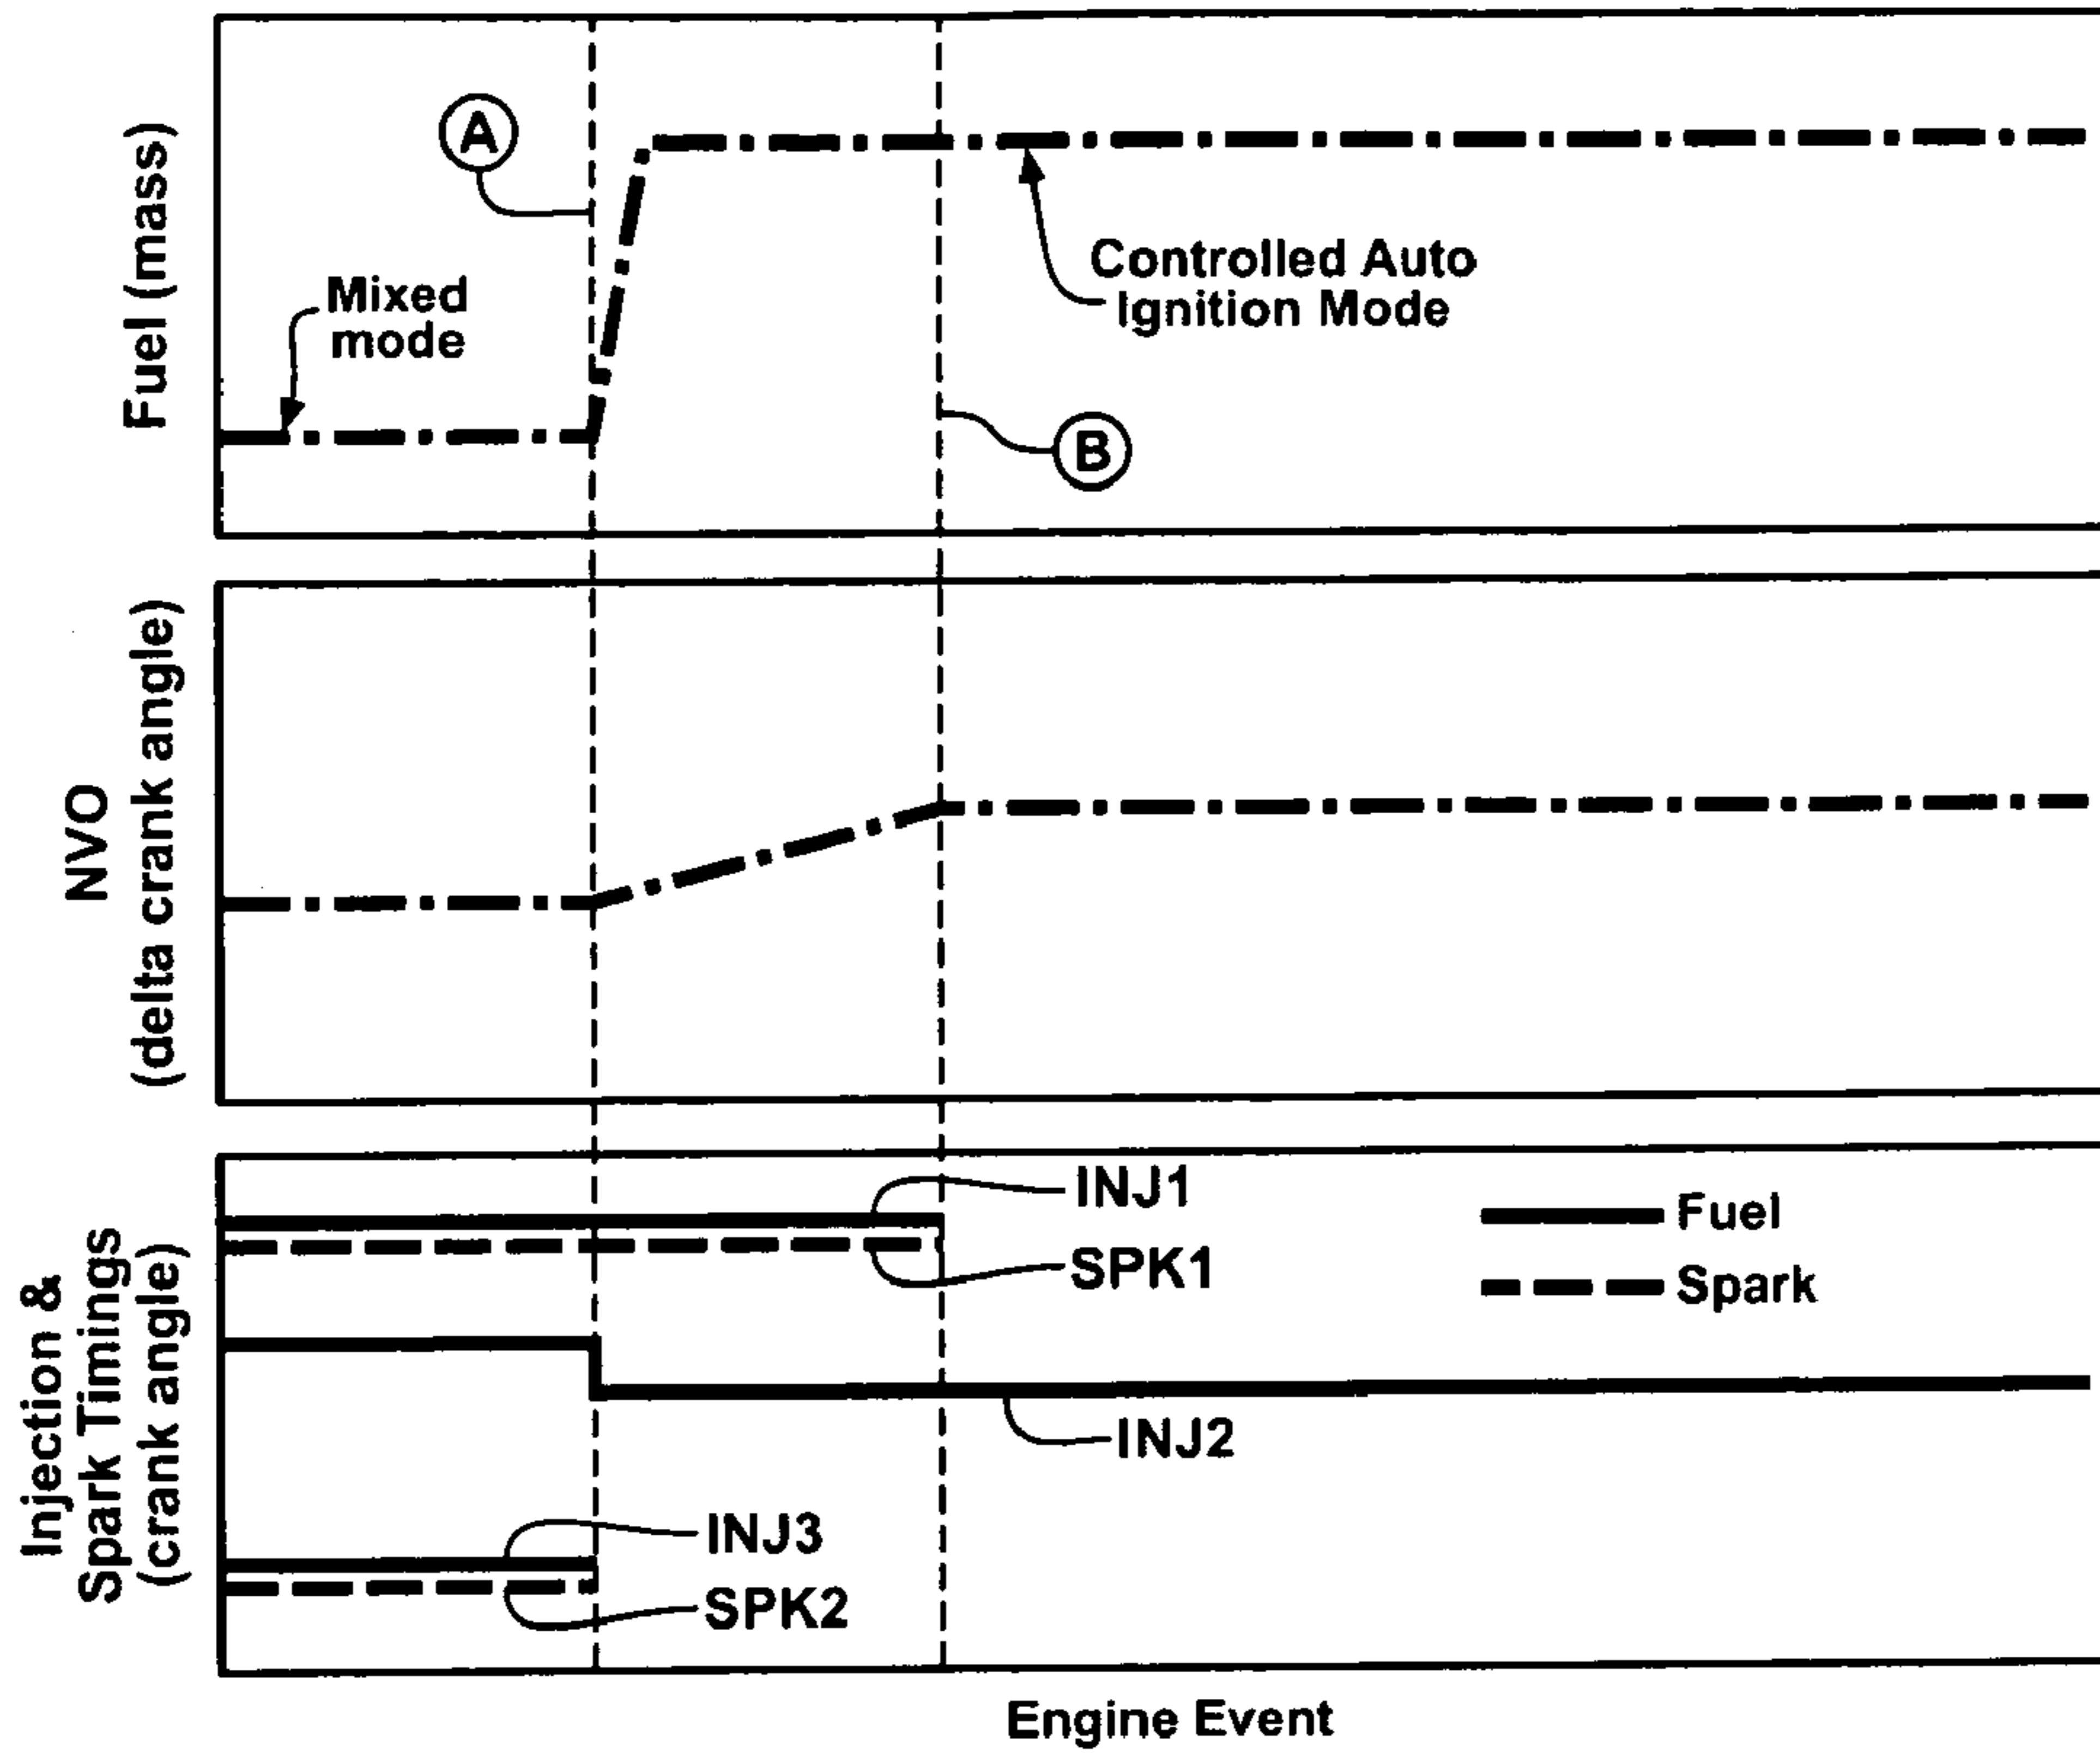 Fuel (mass)
A
Mixed
mode
Controlled Auto
Ignition Mode
B
NVO
(delta crank angle)
Injection &
Spark Timings
(crank angle)
INJ1
SPK1
Fuel
Spark
INJ2
INJ3
SPK2
Engine Event